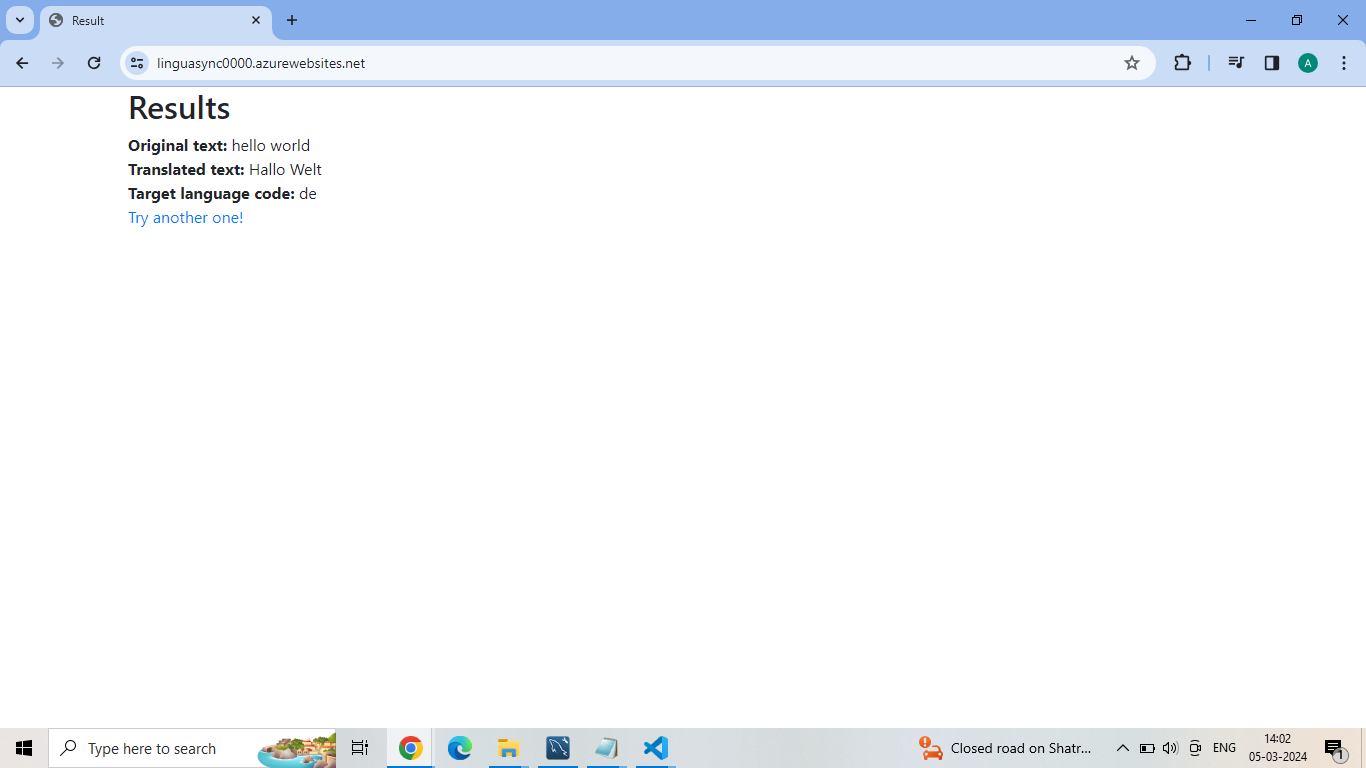 Result
linguasync0000.azurewebsites.net
A
Results
Original text: hello world
Translated text: Hallo Welt
Target language code: de
Try another one!
Type here to search
Closed road on Shatr...
ENG
14:02
05-03-2024
1